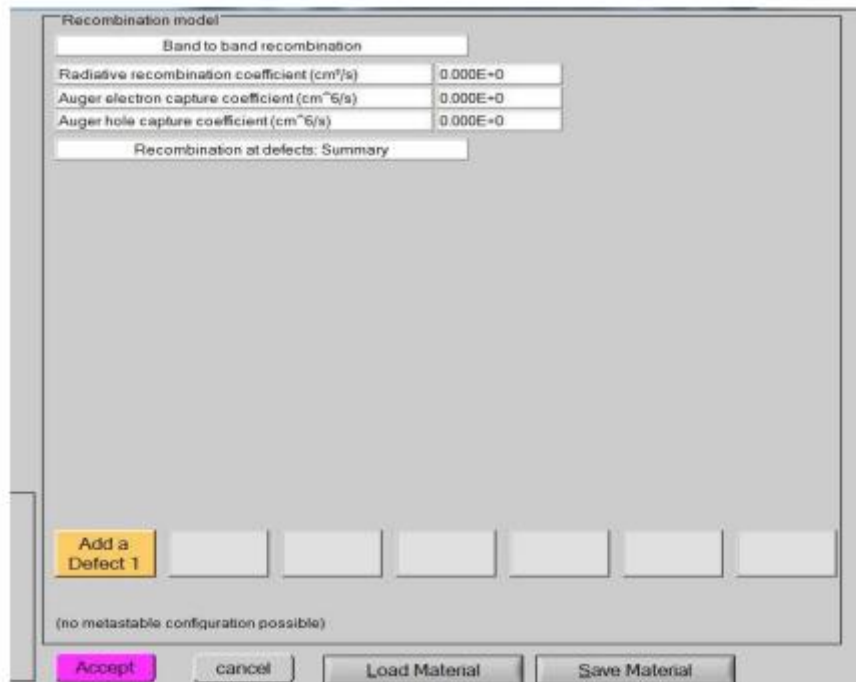 Recombination model
Band to band recombination
Radiative recombination coefficient (cm³/s) 0.000E+0
Auger electron capture coefficient (cm^6/s) 0.000E+0
Auger hole capture coefficient (cm^6/s) 0.000E+0
Recombination at defects: Summary
Add a
Defect 1
(no metastable configuration possible)
Accept cancel Load Material Save Material